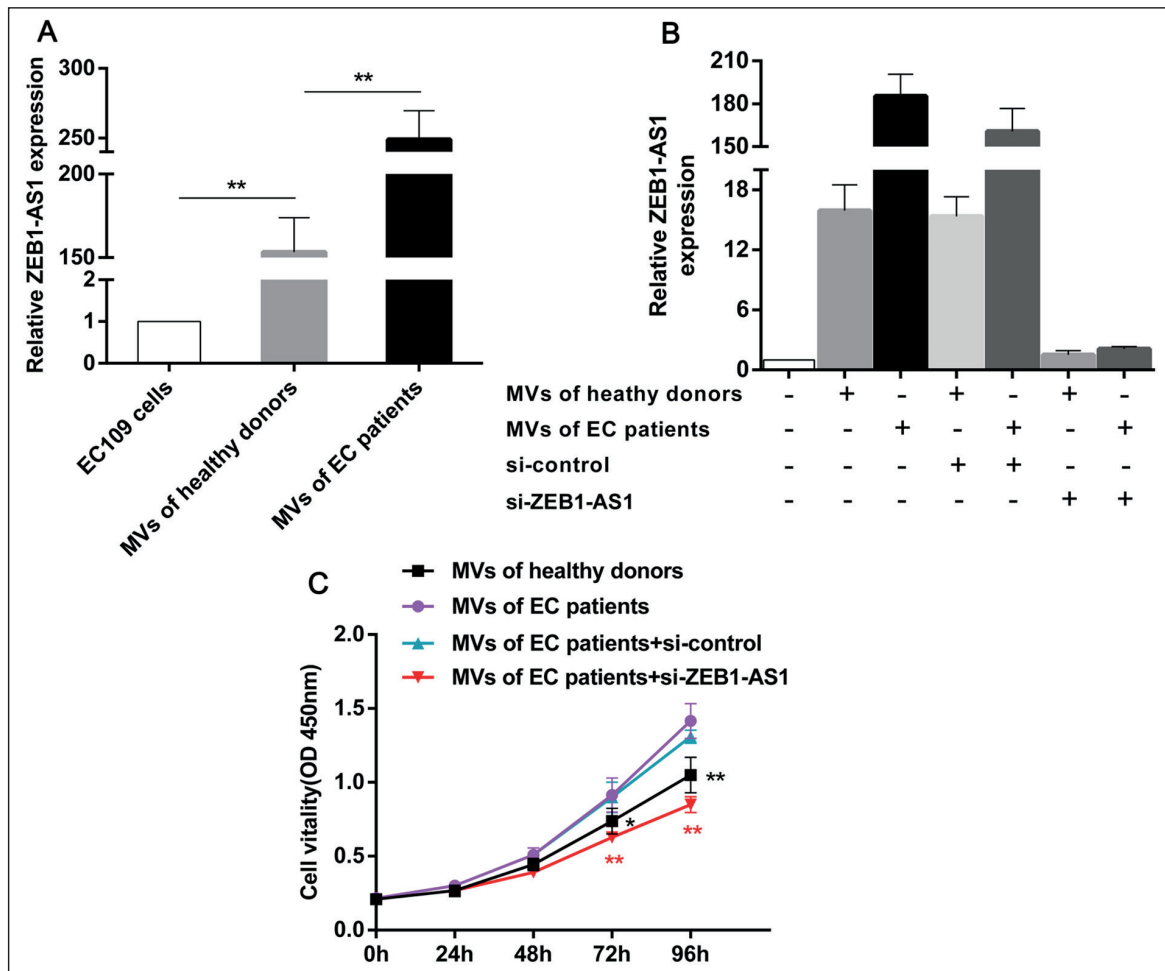 A
Relative ZEB1-AS1 expression
300
250
200
150
2
1
0
**
**
EC109 cells
MVs of healthy donors
MVs of EC patients
B
Relative ZEB1-AS1
expression
210
180
150
18
12
6
0
MVs of heathy donors - + - + - + -
MVs of EC patients - - + - + - +
si-control - - - + + - -
si-ZEB1-AS1 - - - - - + +
C
MVs of healthy donors
MVs of EC patients
MVs of EC patients+si-control
MVs of EC patients+si-ZEB1-AS1
Cell vitality(OD 450nm)
2.0
1.5
1.0
0.5
0.0
**
*
**
**
0h 24h 48h 72h 96h